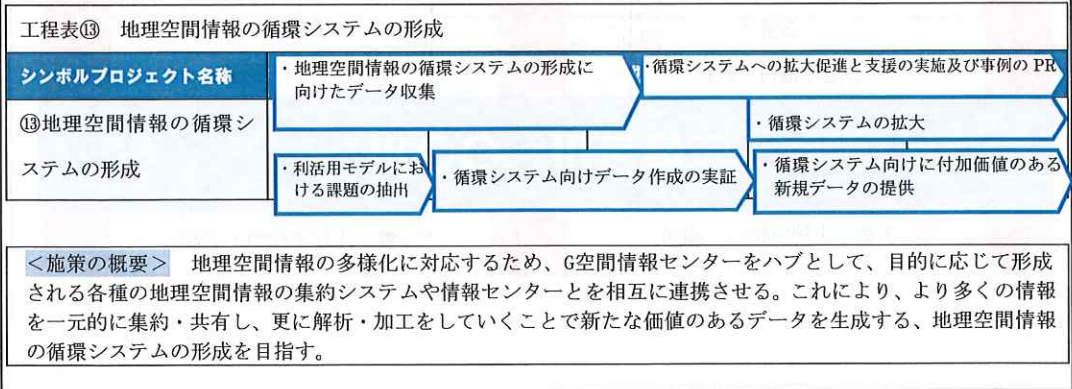 工程表⑬　地理空間情報の循環システムの形成
シンボルプロジェクト名称
・地理空間情報の循環システムの形成に
向けたデータ収集
・循環システムへの拡大促進と支援の実施及び事例の PR
⑬地理空間情報の循環シ
ステムの形成
・循環システムの拡大
・利活用モデルにお
ける課題の抽出
・循環システム向けデータ作成の実証
・循環システム向けに付加価値のある
新規データの提供
＜施策の概要＞　地理空間情報の多様化に対応するため、G空間情報センターをハブとして、目的に応じて形成
される各種の地理空間情報の集約システムや情報センターとを相互に連携させる。これにより、より多くの情報
を一元的に集約・共有し、更に解析・加工をしていくことで新たな価値のあるデータを生成する、地理空間情報
の循環システムの形成を目指す。